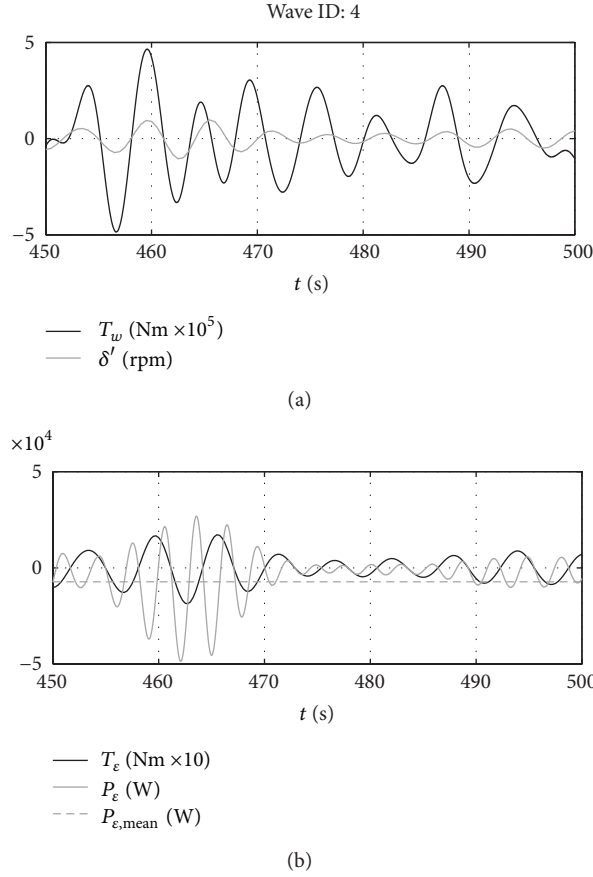 Wave ID: 4
5
0
−5
450 460 470 480 490 500
t (s)
T_w (Nm ×10^5)
δ′ (rpm)
(a)
×10^4
5
0
−5
450 460 470 480 490 500
t (s)
T_ε (Nm ×10)
P_ε (W)
P_ε,mean (W)
(b)